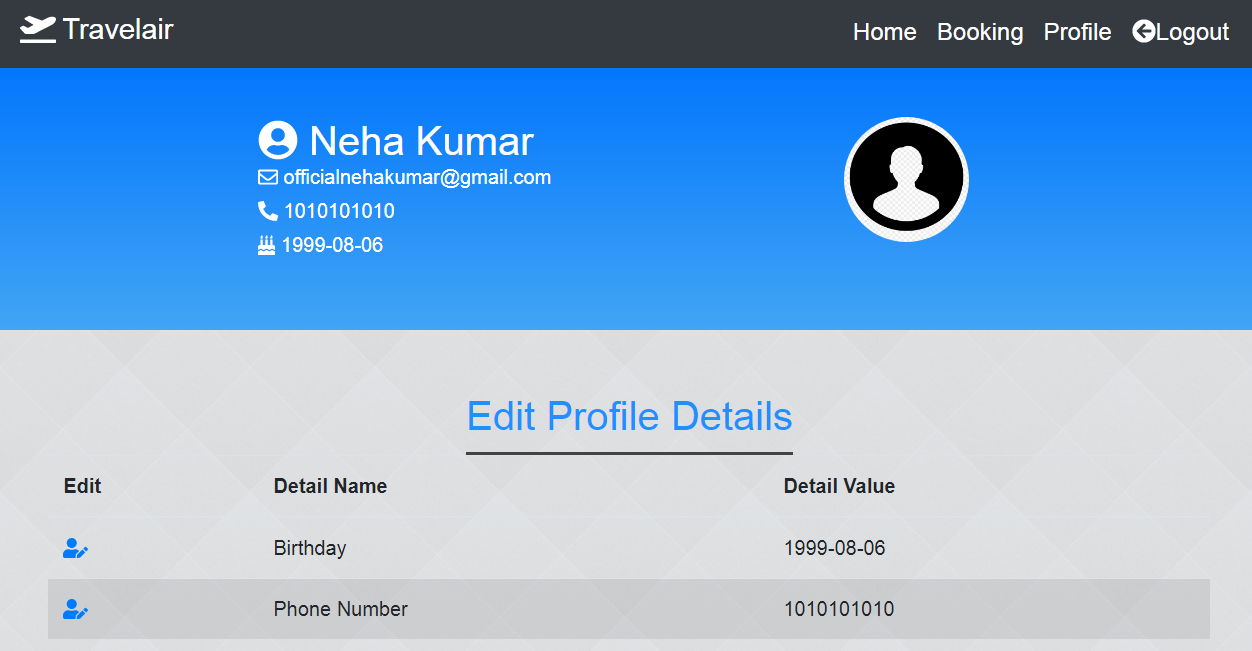 Travelair
Home Booking Profile Logout
Neha Kumar
officialnehakumar@gmail.com
1010101010
1999-08-06
Edit Profile Details
Edit Detail Name Detail Value
Birthday 1999-08-06
Phone Number 1010101010